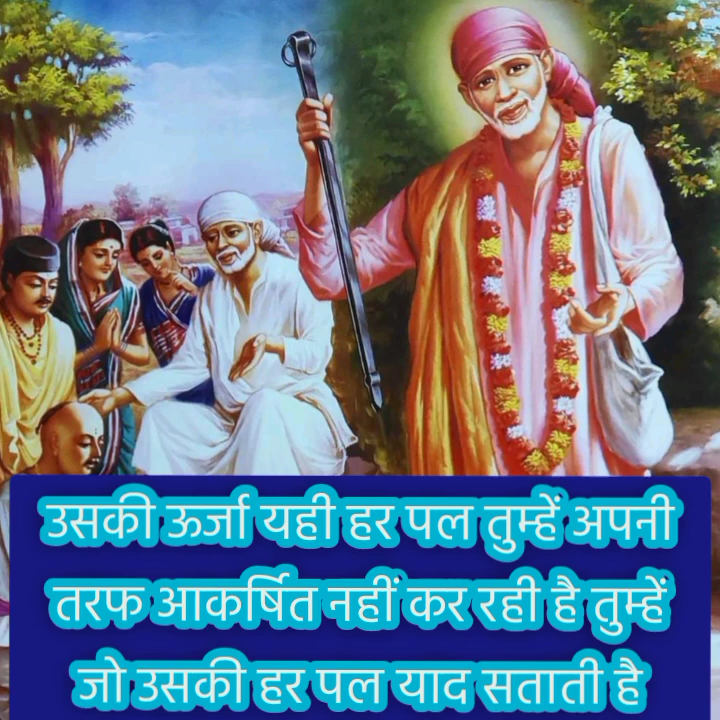 उसकी ऊर्जा यही हर पल तुम्हें अपनी
तरफ आकर्षित नहीं कर रही है तुम्हें
जो उसकी हर पल याद सताती है